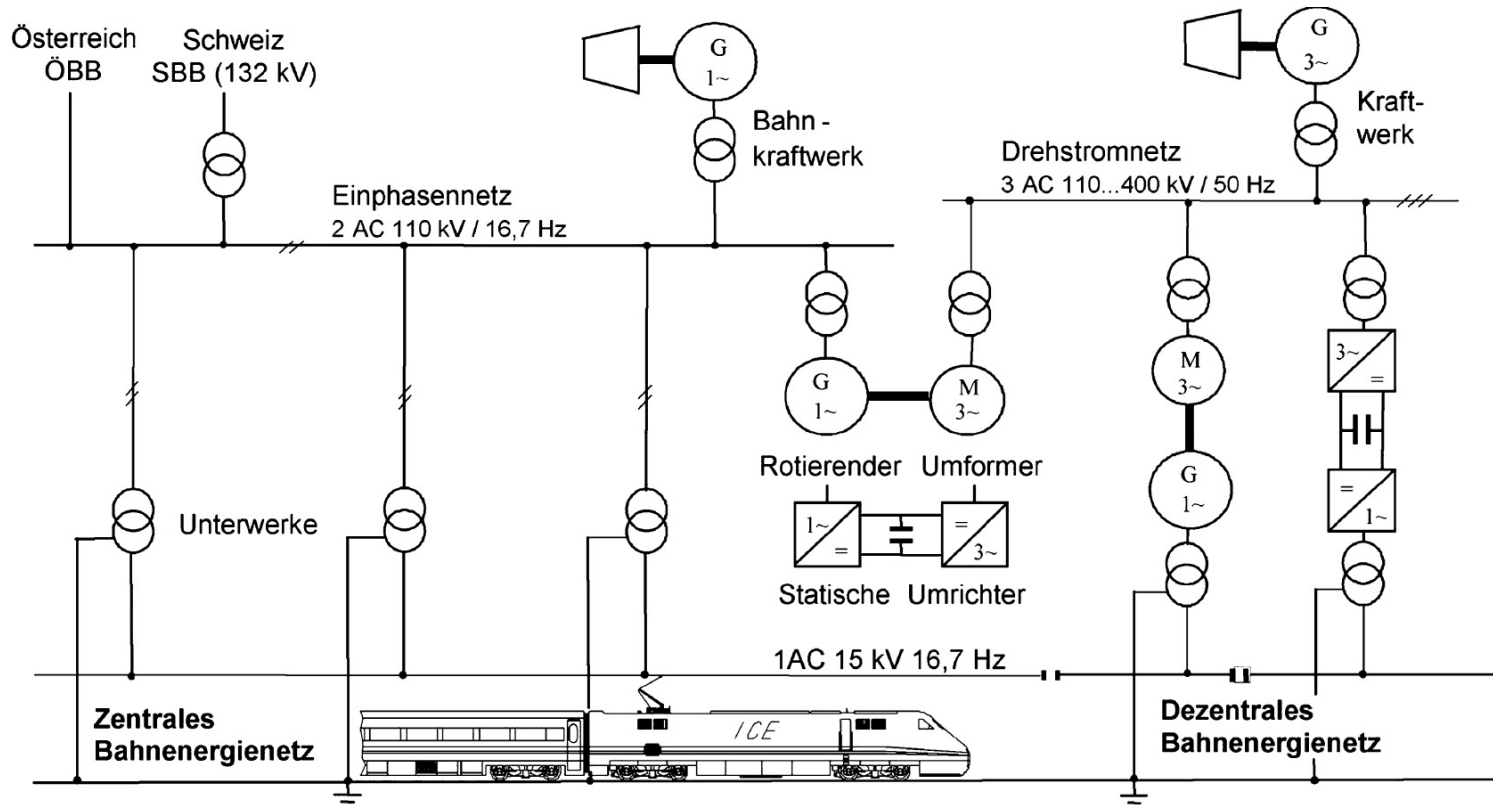 Österreich
ÖBB
Schweiz
SBB (132 kV)
G
1~
Bahn -
kraftwerk
G
3~
Kraft-
werk
Drehstromnetz
3 AC 110...400 kV / 50 Hz
Einphasennetz
2 AC 110 kV / 16,7 Hz
G
1~
M
3~
M
3~
3~
=
Rotierender Umformer
G
1~
=
1~
Unterwerke
1~
=
=
3~
Statische Umrichter
1AC 15 kV 16,7 Hz
Zentrales
Bahnenergienetz
ICE
Dezentrales
Bahnenergienetz